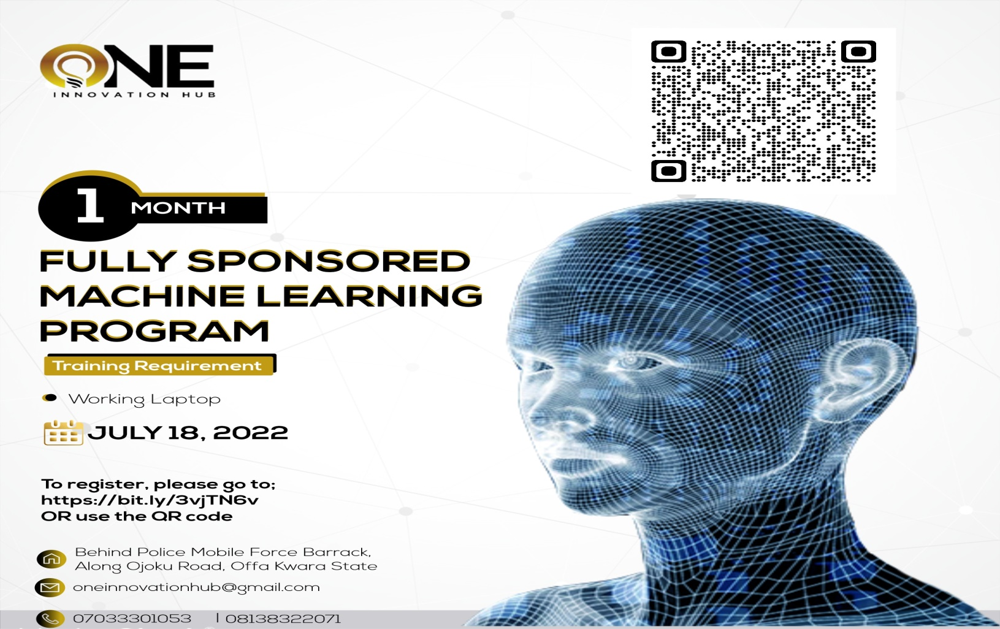 ONE
INNOVATION HUB
1
MONTH
FULLY SPONSORED
MACHINE LEARNING
PROGRAM
Training Requirement
Working Laptop
JULY 18, 2022
To register, please go to;
https://bit.ly/3vjTN6v
OR use the QR code
Behind Police Mobile Force Barrack,
Along Ojoku Road, Offa Kwara State
oneinnovationhub@gmail.com
07033301053 | 08138322071